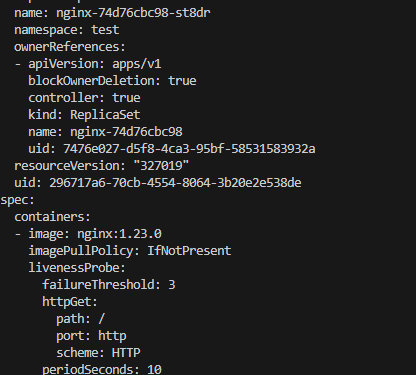 name: nginx-74d76cbc98-st8dr
namespace: test
ownerReferences:
- apiVersion: apps/v1
blockOwnerDeletion: true
controller: true
kind: ReplicaSet
name: nginx-74d76cbc98
uid: 7476e027-d5f8-4ca3-95bf-58531583932a
resourceVersion: "327019"
uid: 296717a6-70cb-4554-8064-3b20e2e538de
spec:
containers:
- image: nginx:1.23.0
imagePullPolicy: IfNotPresent
livenessProbe:
failureThreshold: 3
httpGet:
path: /
port: http
scheme: HTTP
periodSeconds: 10